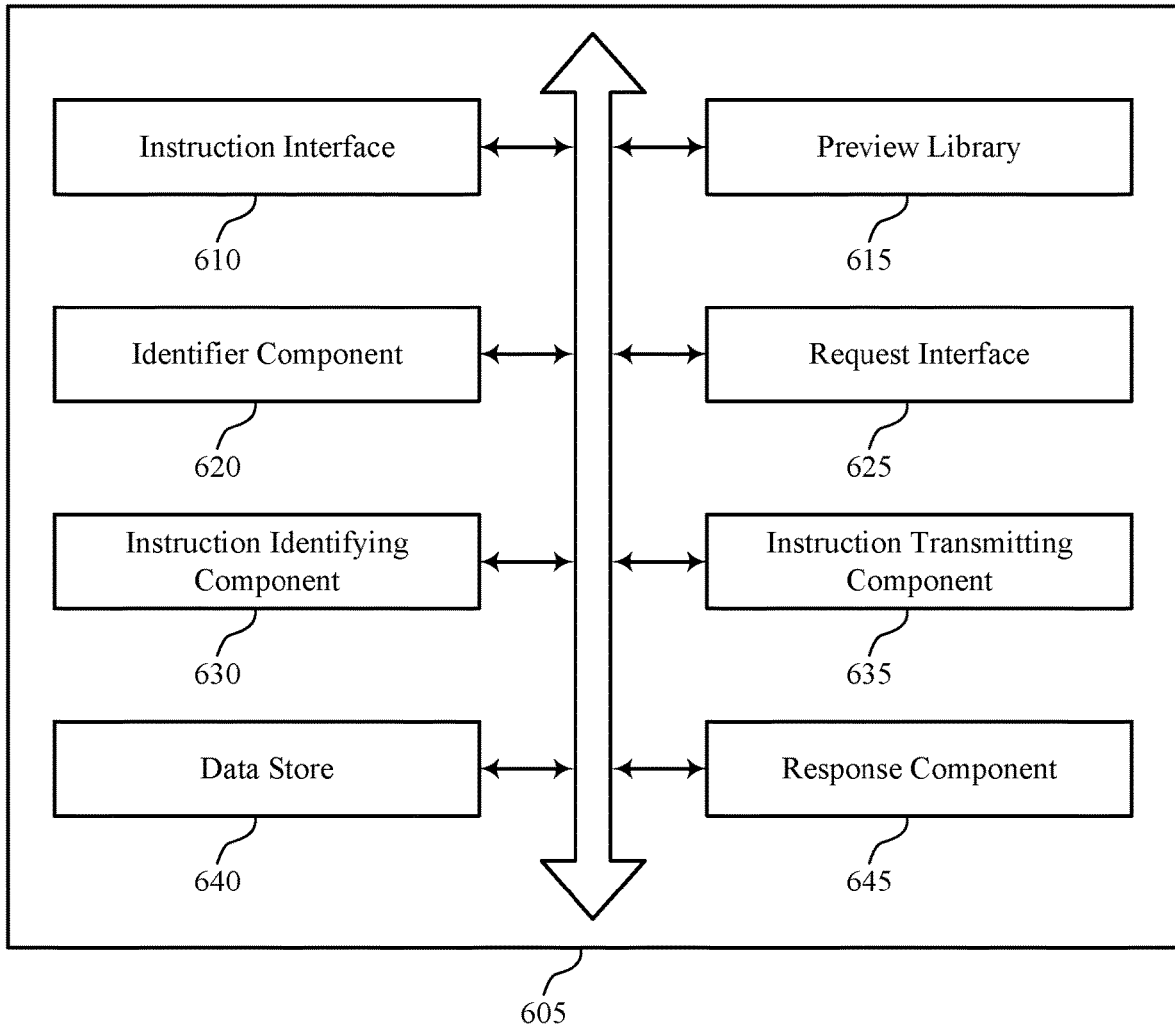 Instruction Interface
610
Preview Library
615
Identifier Component
620
Request Interface
625
Instruction Identifying
Component
630
Instruction Transmitting
Component
635
Data Store
640
Response Component
645
605